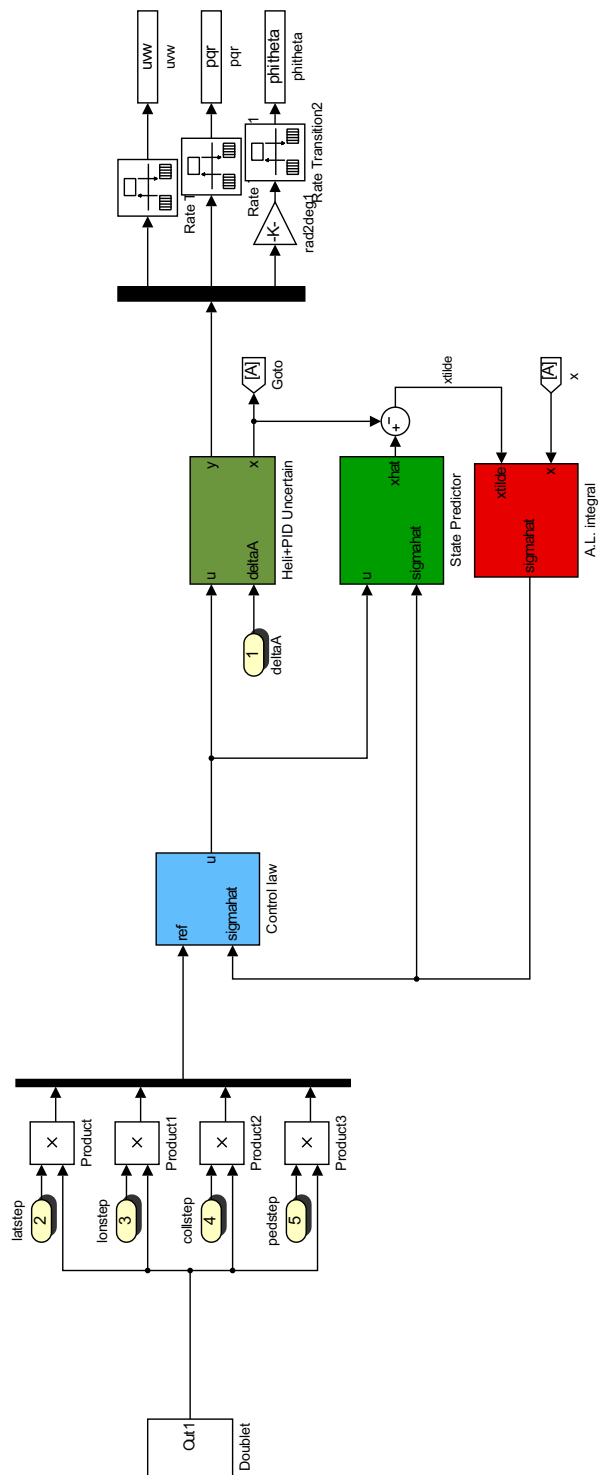 Out1
Doublet
latstep
2
Product
lonstep
3
Product1
collstep
4
Product2
pedstep
5
Product3
ref
sigmahat
u
Control law
1
deltaA
u
deltaA
y
x
Heli+PID Uncertain
[A]
Goto
u
sigmahat
xhat
State Predictor
xtilde
[A]
x
xtilde
x
sigmahat
A.L. integral
-K-
rad2deg1
Rate T
Rate
1
Rate Transition2
uvw
uvw
pqr
pqr
phitheta
phitheta